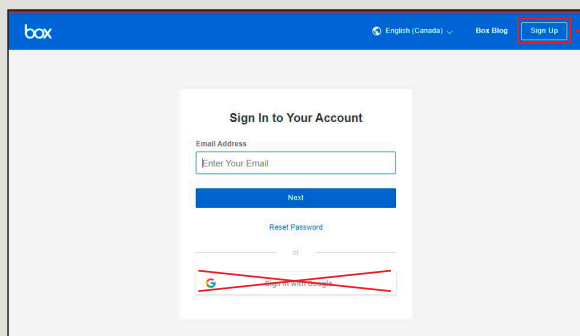 box
English (Canada)
Box Blog
Sign Up
Sign In to Your Account
Email Address
Enter Your Email
Next
Reset Password
or
Sign In with Google